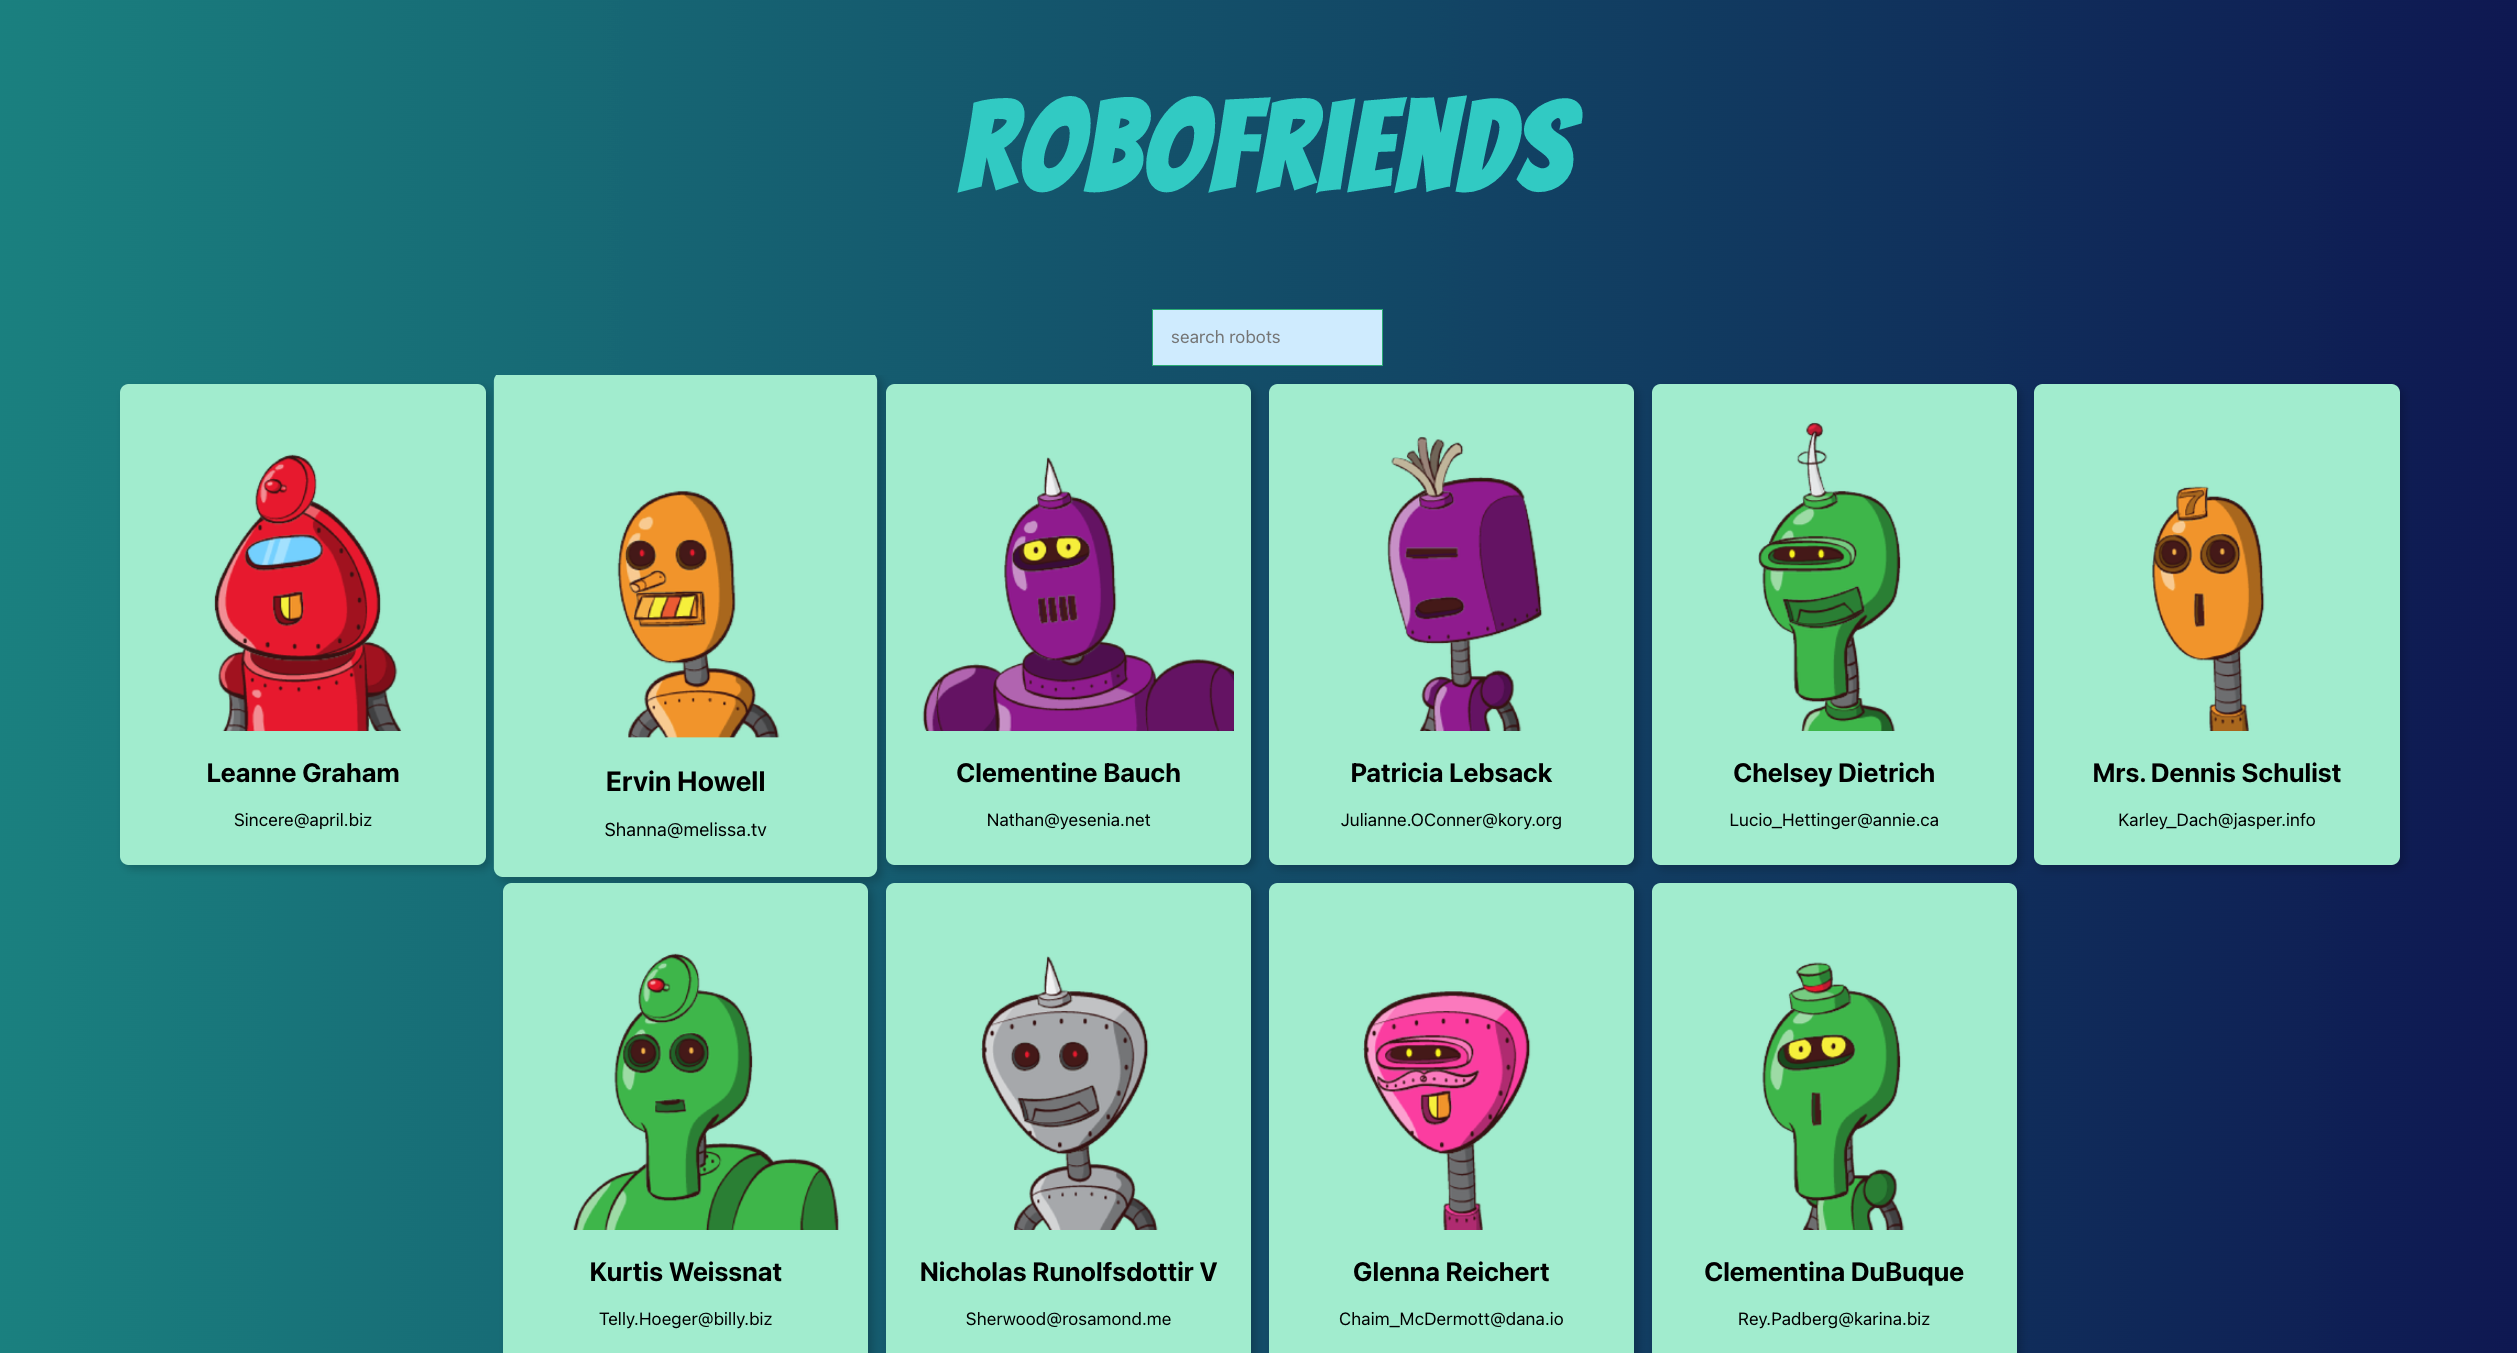 ROBOFRIENDS
search robots
7
Leanne Graham
Sincere@april.biz
Ervin Howell
Shanna@melissa.tv
Clementine Bauch
Nathan@yesenia.net
Patricia Lebsack
Julianne.OConner@kory.org
Chelsey Dietrich
Lucio_Hettinger@annie.ca
Mrs. Dennis Schulist
Karley_Dach@jasper.info
Kurtis Weissnat
Telly.Hoeger@billy.biz
Nicholas Runolfsdottir V
Sherwood@rosamond.me
Glenna Reichert
Chaim_McDermott@dana.io
Clementina DuBuque
Rey.Padberg@karina.biz